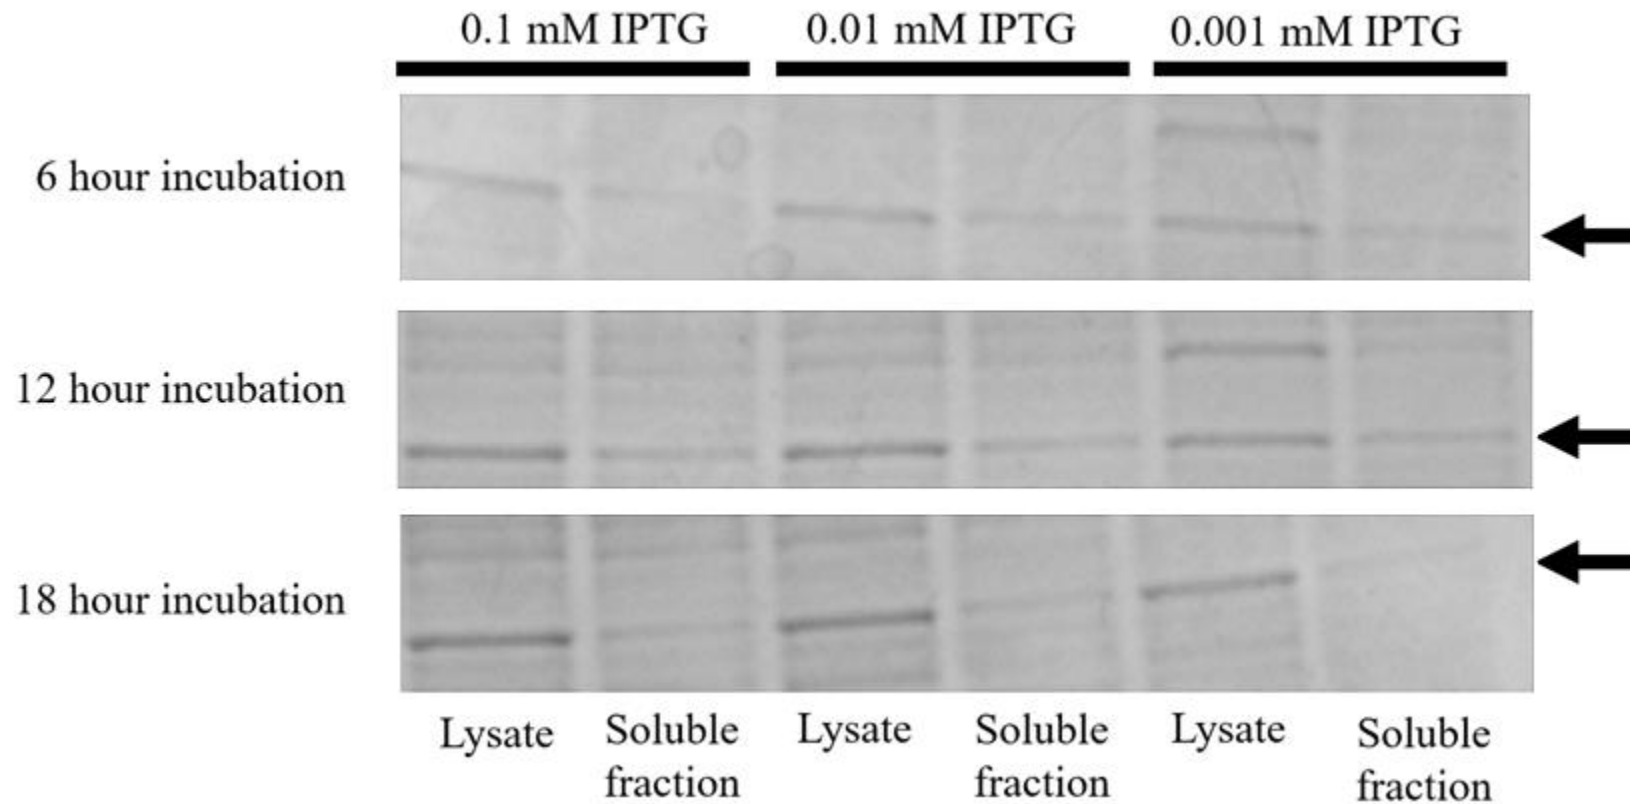 0.1 mM IPTG 0.01 mM IPTG 0.001 mM IPTG
6 hour incubation
12 hour incubation
18 hour incubation
Lysate Soluble fraction Lysate Soluble fraction Lysate Soluble fraction